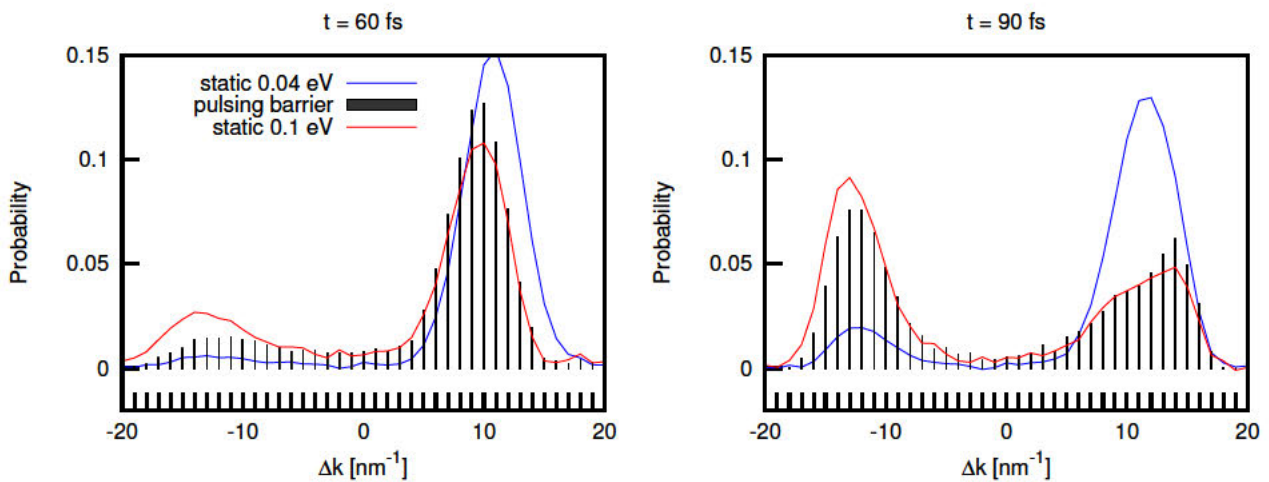 t = 60 fs
0.15
0.1
0.05
0
Probability
static 0.04 eV
pulsing barrier
static 0.1 eV
-20 -10 0 10 20
Δk [nm⁻¹]
t = 90 fs
0.15
0.1
0.05
0
Probability
-20 -10 0 10 20
Δk [nm⁻¹]